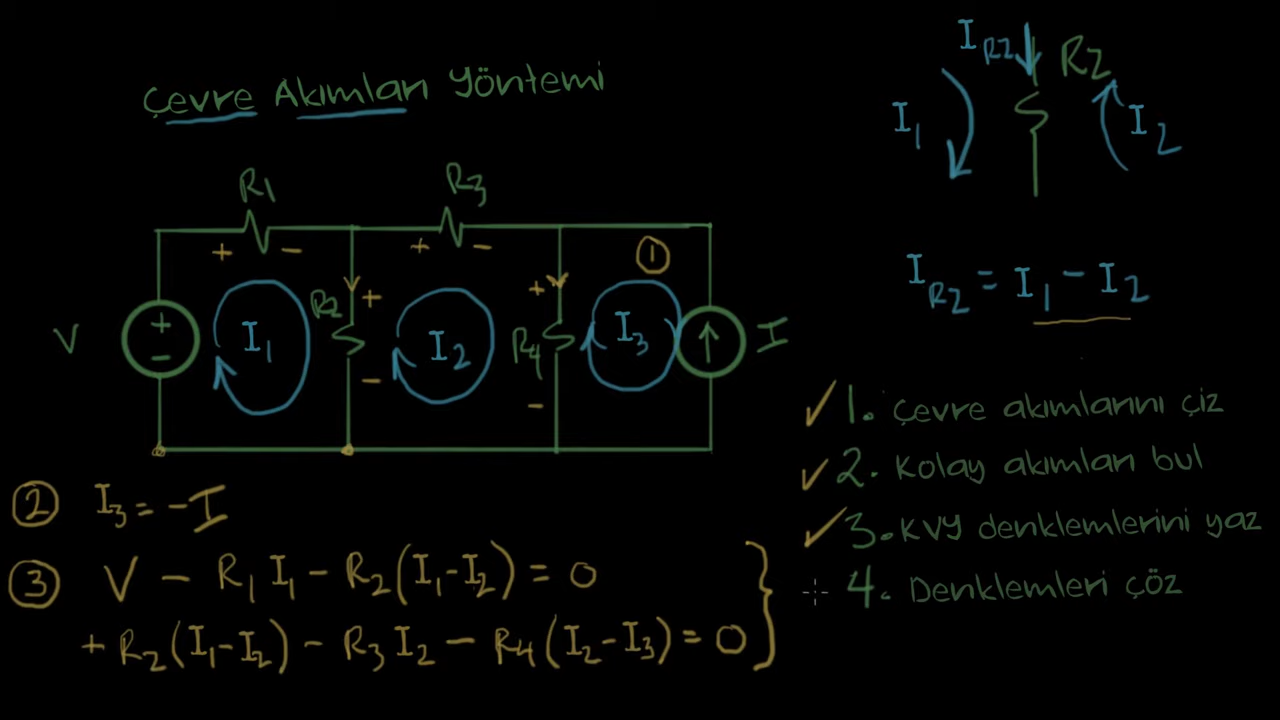 Çevre Akımları Yöntemi
I R2 R2
I1 I2
I R2 = I1 - I2
R1 R3
+ - + -
1
V + - I1 R2 + - I2 + R4 - I3 I
✓ 1. Çevre akımlarını çiz
✓ 2. Kolay akımları bul
✓ 3. KVY denklemlerini yaz
4. Denklemleri çöz
2 I3 = -I
3 V - R1 I1 - R2 (I1-I2) = 0
+ R2 (I1-I2) - R3 I2 - R4 (I2-I3) = 0